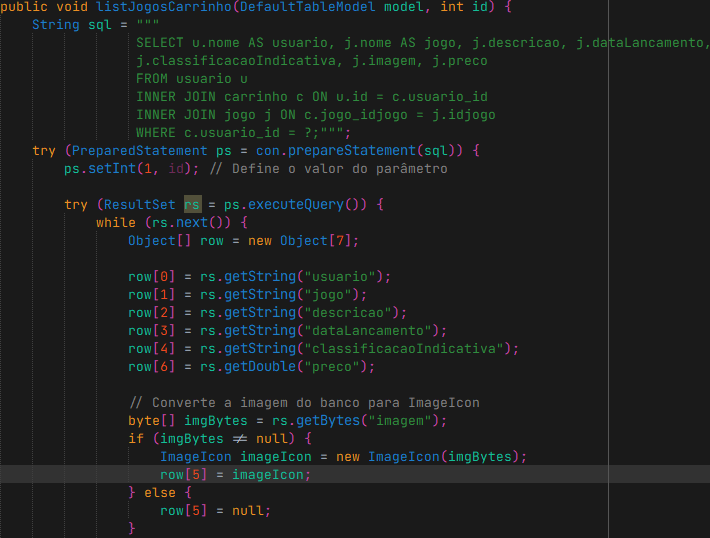 public void listJogosCarrinho(DefaultTableModel model, int id) {
    String sql = """
                 SELECT u.nome AS usuario, j.nome AS jogo, j.descricao, j.dataLancamento,
                 j.classificacaoIndicativa, j.imagem, j.preco
                 FROM usuario u
                 INNER JOIN carrinho c ON u.id = c.usuario_id
                 INNER JOIN jogo j ON c.jogo_idjogo = j.idjogo
                 WHERE c.usuario_id = ?;""";
    try (PreparedStatement ps = con.prepareStatement(sql)) {
        ps.setInt(1, id); // Define o valor do parâmetro

        try (ResultSet rs = ps.executeQuery()) {
            while (rs.next()) {
                Object[] row = new Object[7];

                row[0] = rs.getString("usuario");
                row[1] = rs.getString("jogo");
                row[2] = rs.getString("descricao");
                row[3] = rs.getString("dataLancamento");
                row[4] = rs.getString("classificacaoIndicativa");
                row[6] = rs.getDouble("preco");

                // Converte a imagem do banco para ImageIcon
                byte[] imgBytes = rs.getBytes("imagem");
                if (imgBytes ≠ null) {
                    ImageIcon imageIcon = new ImageIcon(imgBytes);
                    row[5] = imageIcon;
                } else {
                    row[5] = null;
                }